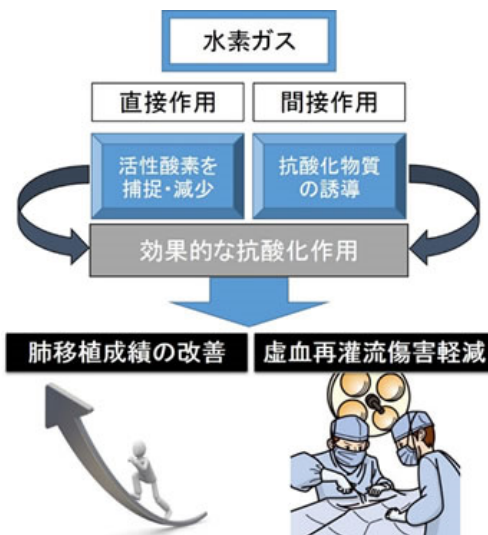 水素ガス
直接作用
間接作用
活性酸素を
捕捉・減少
抗酸化物質
の誘導
効果的な抗酸化作用
肺移植成績の改善
虚血再灌流傷害軽減